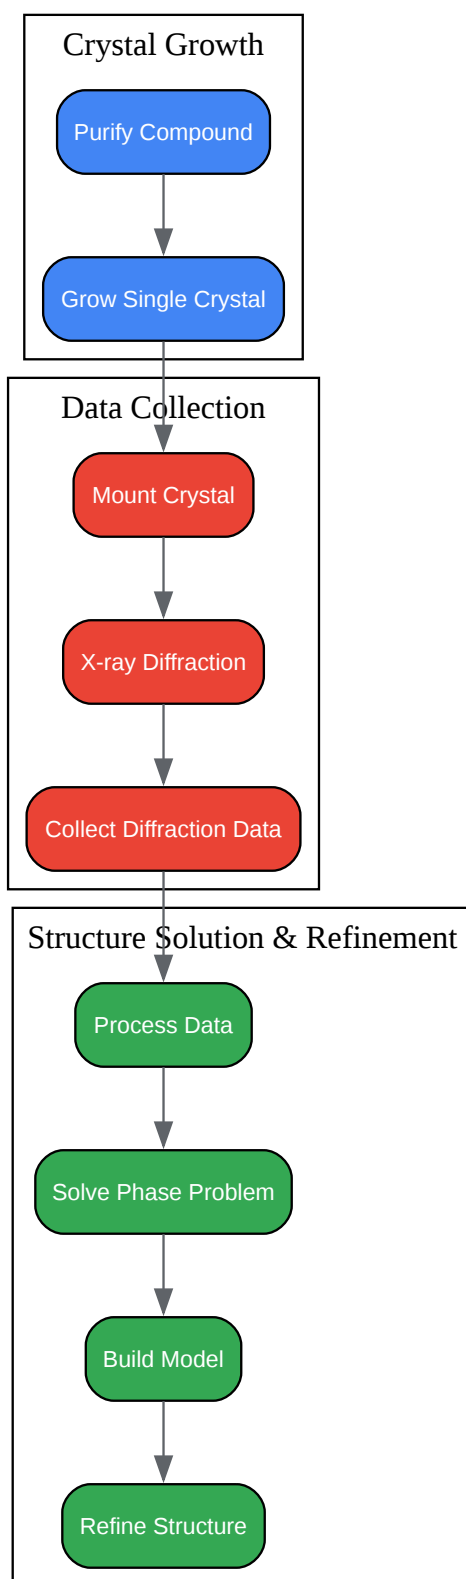 Crystal Growth
Purify Compound
Grow Single Crystal
Data Collection
Mount Crystal
X-ray Diffraction
Collect Diffraction Data
Structure Solution & Refinement
Process Data
Solve Phase Problem
Build Model
Refine Structure